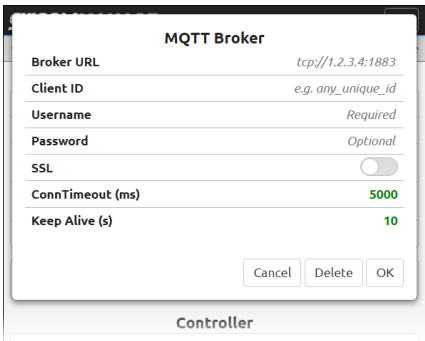 MQTT Broker
Broker URL tcp://1.2.3.4:1883
Client ID e.g. any_unique_id
Username Required
Password Optional
SSL
ConnTimeout (ms) 5000
Keep Alive (s) 10
Cancel Delete OK
Controller